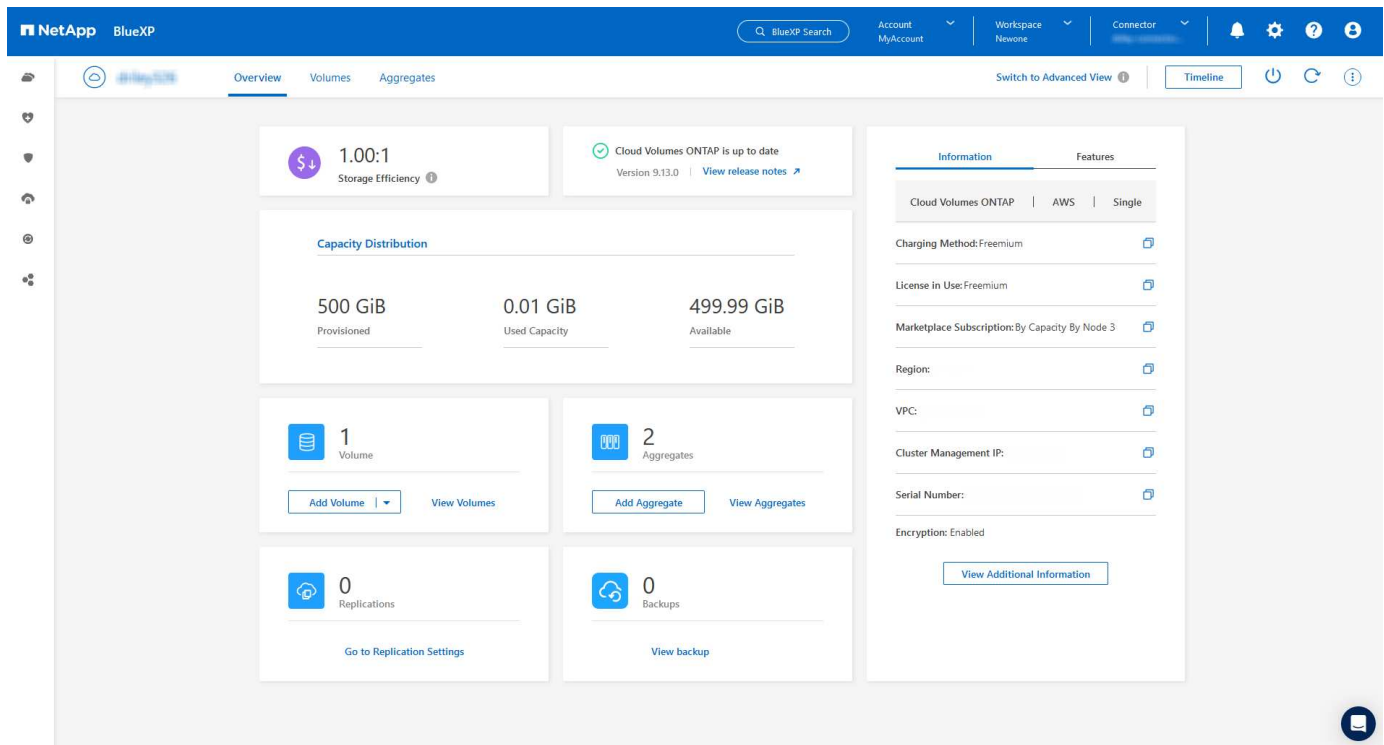 NetApp BlueXP
BlueXP Search
Account
MyAccount
Workspace
Newone
Connector
Overview
Volumes
Aggregates
Switch to Advanced View
Timeline
1.00:1
Storage Efficiency
Cloud Volumes ONTAP is up to date
Version 9.13.0 | View release notes
Capacity Distribution
500 GiB
Provisioned
0.01 GiB
Used Capacity
499.99 GiB
Available
1
Volume
Add Volume
View Volumes
2
Aggregates
Add Aggregate
View Aggregates
0
Replications
Go to Replication Settings
0
Backups
View backup
Information
Features
Cloud Volumes ONTAP | AWS | Single
Charging Method: Freemium
License in Use: Freemium
Marketplace Subscription: By Capacity By Node 3
Region:
VPC:
Cluster Management IP:
Serial Number:
Encryption: Enabled
View Additional Information